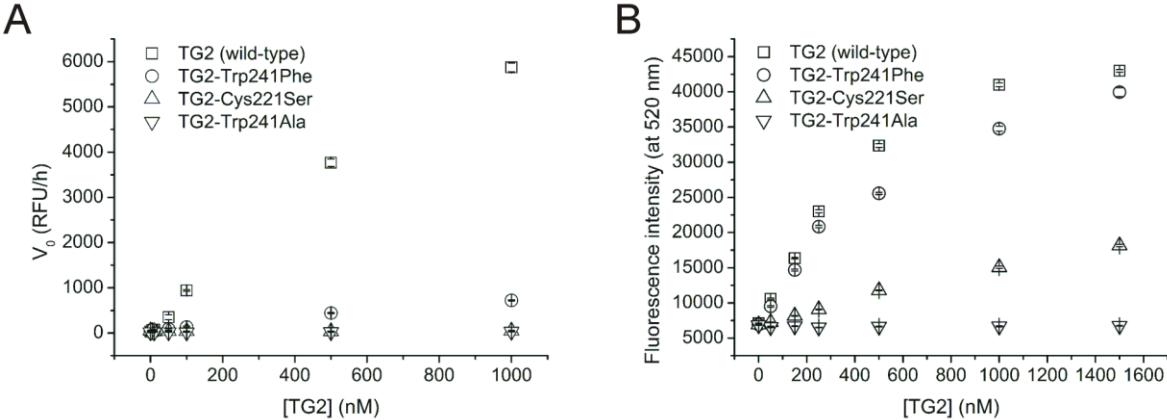 A
TG2 (wild-type)
TG2-Trp241Phe
TG2-Cys221Ser
TG2-Trp241Ala
6000
5000
4000
3000
2000
1000
0
V0 (RFU/h)
0
200
400
600
800
1000
[TG2] (nM)
B
TG2 (wild-type)
TG2-Trp241Phe
TG2-Cys221Ser
TG2-Trp241Ala
45000
40000
35000
30000
25000
20000
15000
10000
5000
Fluorescence intensity (at 520 nm)
0
200
400
600
800
1000
1200
1400
1600
[TG2] (nM)